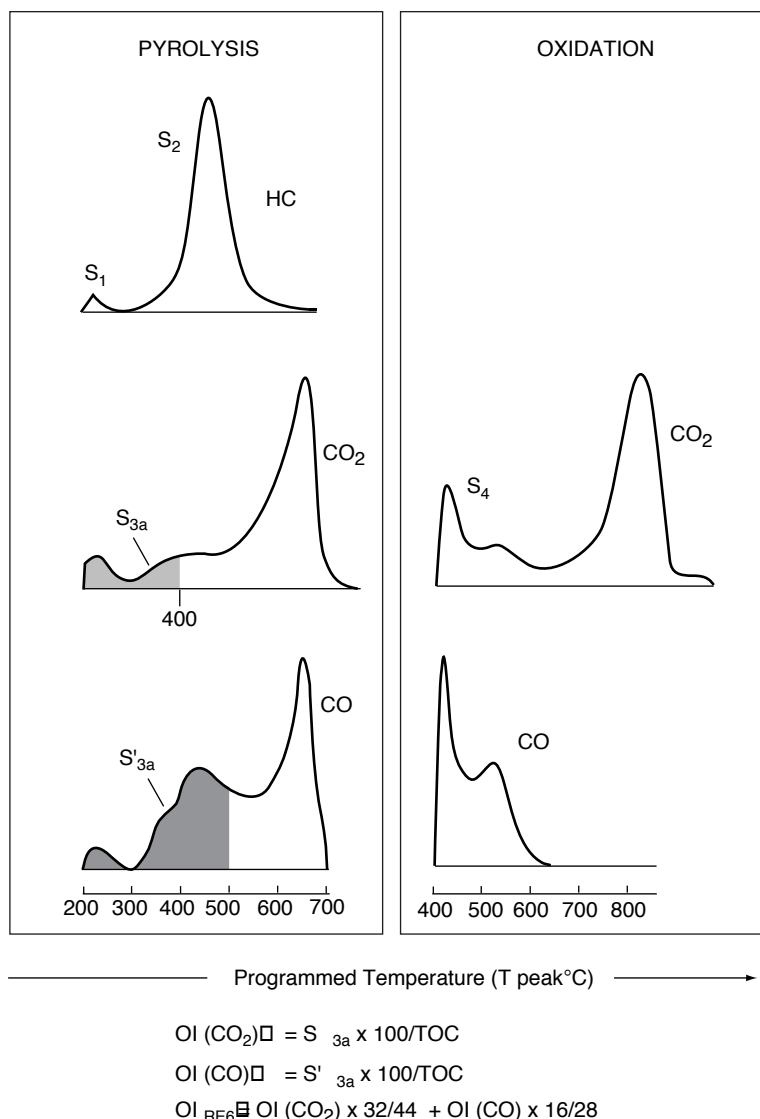 PYROLYSIS
S2
HC
S1
CO2
S3a
400
CO
S'3a
200 300 400 500 600 700
OXIDATION
CO2
S4
CO
400 500 600 700 800
Programmed Temperature (T peak°C)
OI (CO2)□ = S 3a x 100/TOC
OI (CO)□ = S' 3a x 100/TOC
OI RE6 OI (CO2) x 32/44 + OI (CO) x 16/28